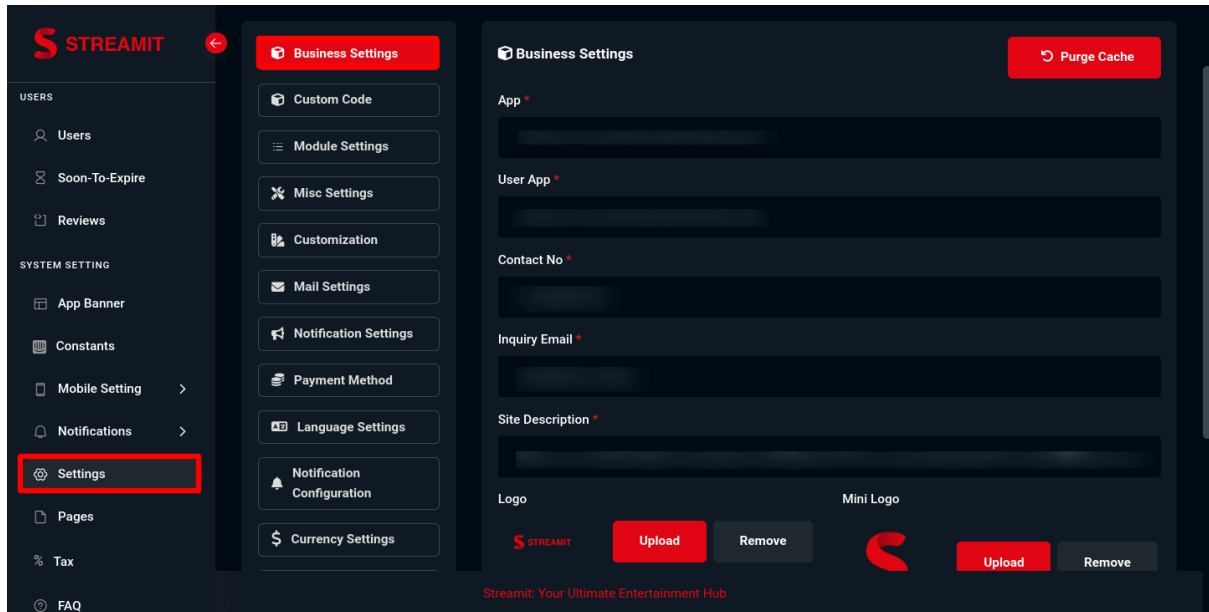 STREAMIT
USERS
Users
Soon-To-Expire
Reviews
SYSTEM SETTING
App Banner
Constants
Mobile Setting
Notifications
Settings
Pages
% Tax
FAQ
Business Settings
Custom Code
Module Settings
Misc Settings
Customization
Mail Settings
Notification Settings
Payment Method
Language Settings
Notification
Configuration
$ Currency Settings
Business Settings
Purge Cache
App *
User App *
Contact No *
Inquiry Email *
Site Description *
Logo
STREAMIT
Upload
Remove
Mini Logo
Upload
Remove
Streamit: Your Ultimate Entertainment Hub